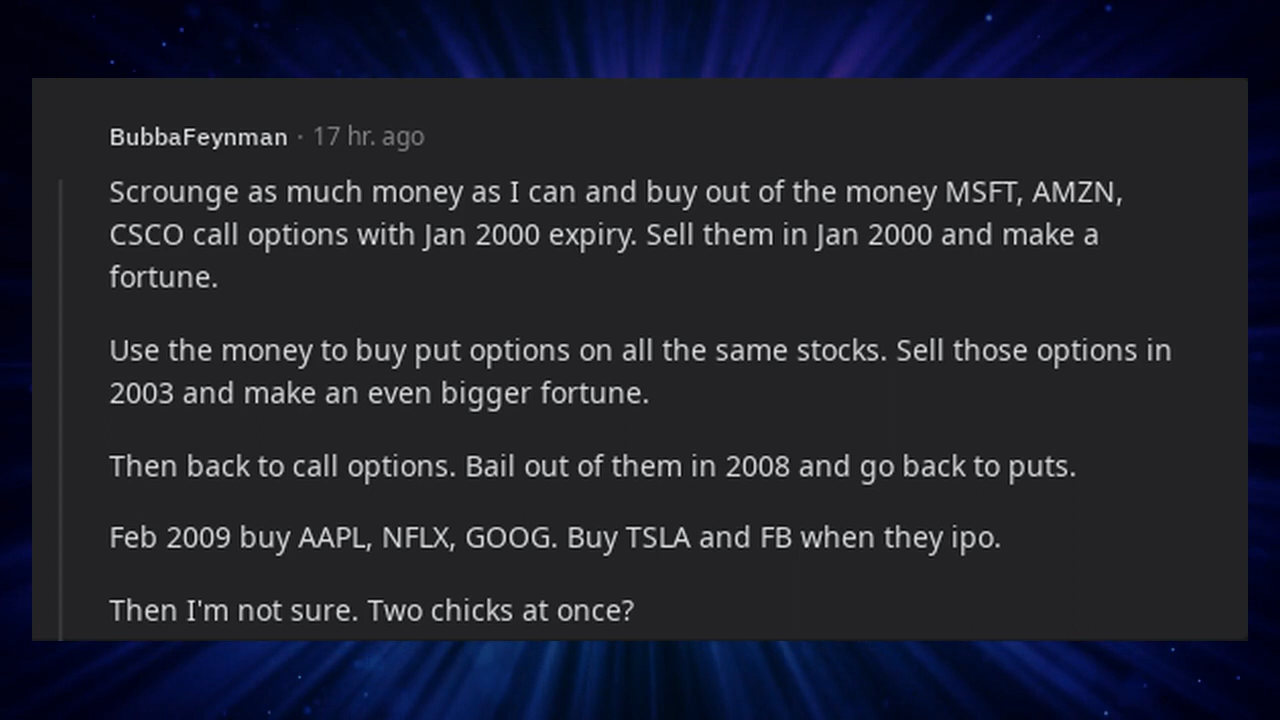 BubbaFeynman · 17 hr. ago
Scrounge as much money as I can and buy out of the money MSFT, AMZN,
CSCO call options with Jan 2000 expiry. Sell them in Jan 2000 and make a
fortune.
Use the money to buy put options on all the same stocks. Sell those options in
2003 and make an even bigger fortune.
Then back to call options. Bail out of them in 2008 and go back to puts.
Feb 2009 buy AAPL, NFLX, GOOG. Buy TSLA and FB when they ipo.
Then I'm not sure. Two chicks at once?